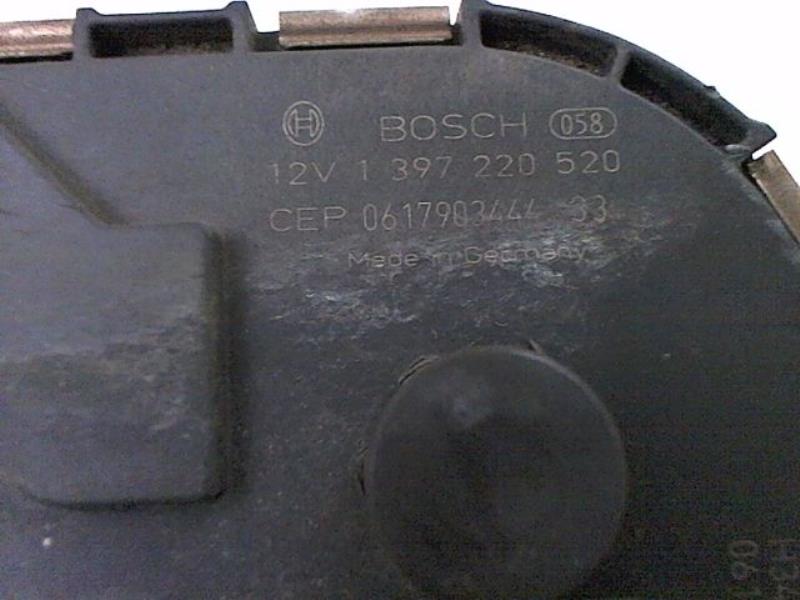 BOSCH 058
12V 1 397 220 520
CEP 0617903444 33
Made in Germany